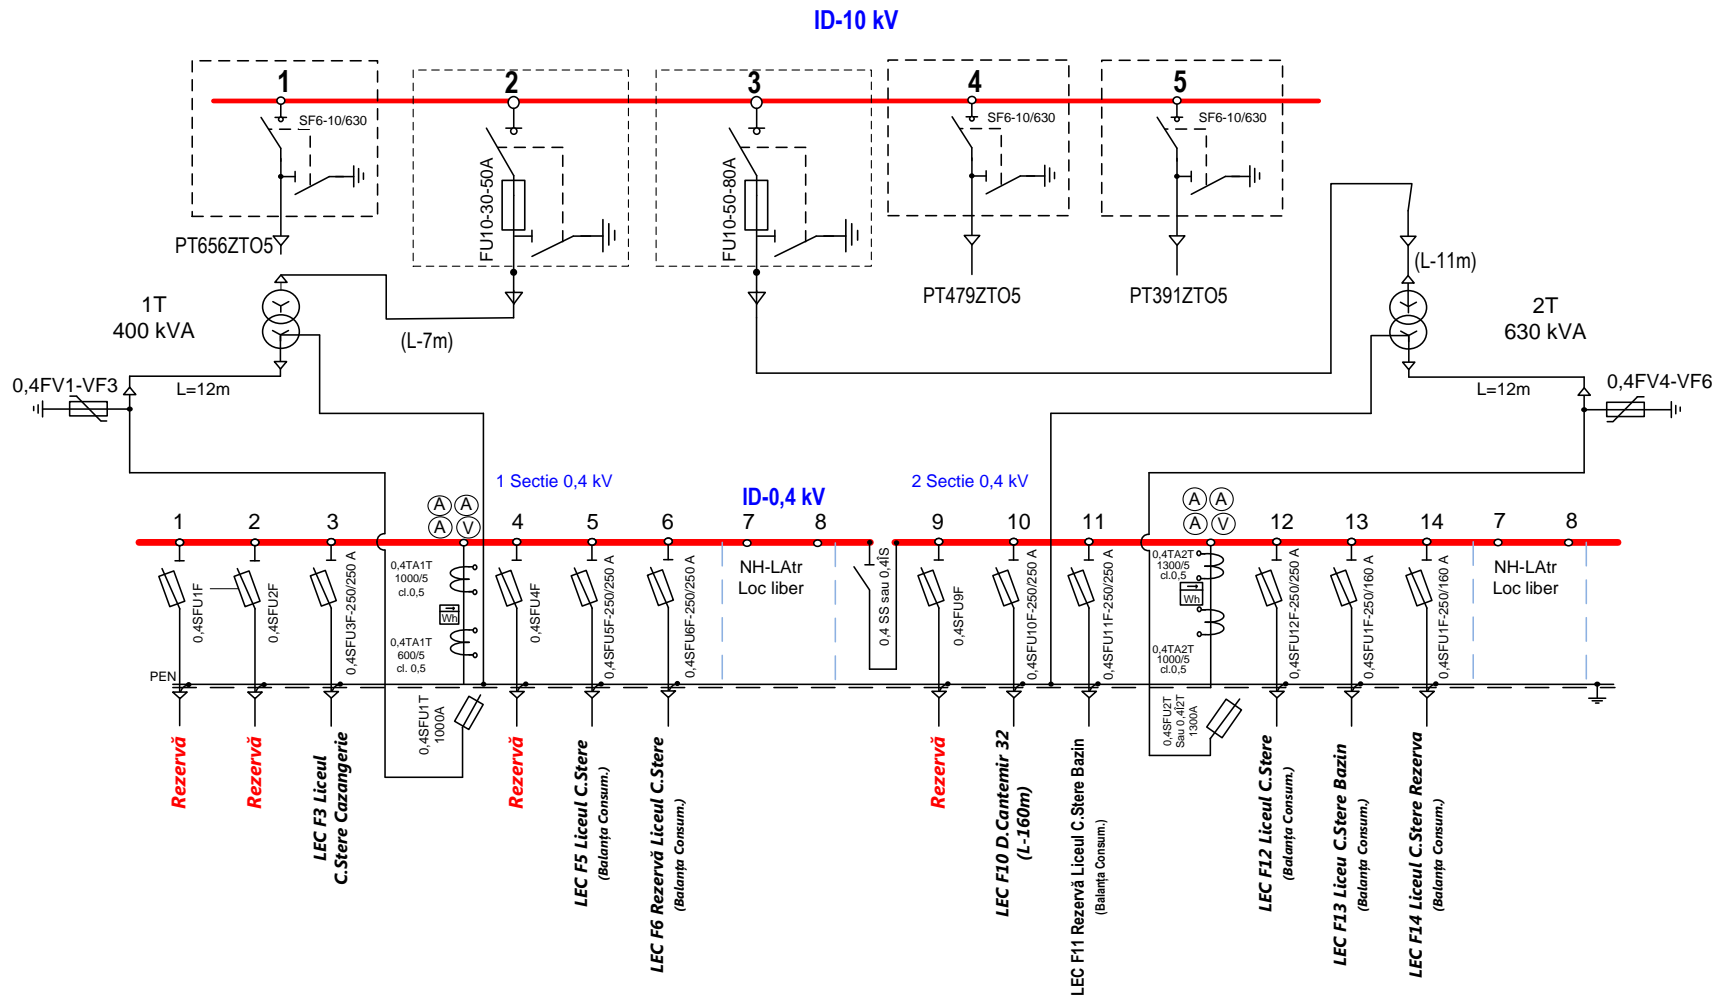 ID-10 kV
1
2
3
4
5
SF6-10/630
SF6-10/630
SF6-10/630
FU10-30-50A
FU10-50-80A
PT656ZTO5
PT479ZTO5
PT391ZTO5
1T
400 kVA
(L-7m)
(L-11m)
2T
630 kVA
0,4FV1-VF3
L=12m
L=12m
0,4FV4-VF6
1 Sectie 0,4 kV
ID-0,4 kV
2 Sectie 0,4 kV
A A
A V
A A
A V
1
2
3
4
5
6
7
8
9
10
11
12
13
14
7
8
0,4SFU1F
0,4SFU2F
0,4SFU3F-250/250 A
0,4TA1T
1000/5
cl.0,5
Wh
0,4TA1T
600/5
cl. 0,5
0,4SFU4F
0,4SFU5F-250/250 A
0,4SFU6F-250/250 A
NH-LAtr
Loc liber
0,4 SS sau 0,4ÎS
0,4SFU9F
0,4SFU10F-250/250 A
0,4SFU11F-250/250 A
0,4TA2T
1300/5
cl.0,5
Wh
0,4TA2T
1000/5
cl.0,5
0,4SFU12F-250/250 A
0,4SFU1F-250/160 A
0,4SFU1F-250/160 A
NH-LAtr
Loc liber
PEN
0,4SFU1T
1000A
0,4SFU2T
Sau 0,4Î2T
1300A
Rezervă
Rezervă
LEC F3 Liceul
C.Stere Cazangerie
Rezervă
LEC F5 Liceul C.Stere
(Balanța Consum.)
LEC F6 Rezervă Liceul C.Stere
(Balanța Consum.)
Rezervă
LEC F10 D.Cantemir 32
(L-160m)
LEC F11 Rezervă Liceul C.Stere Bazin
(Balanța Consum.)
LEC F12 Liceul C.Stere
(Balanța Consum.)
LEC F13 Liceu C.Stere Bazin
(Balanța Consum.)
LEC F14 Liceul C.Stere Rezerva
(Balanța Consum.)